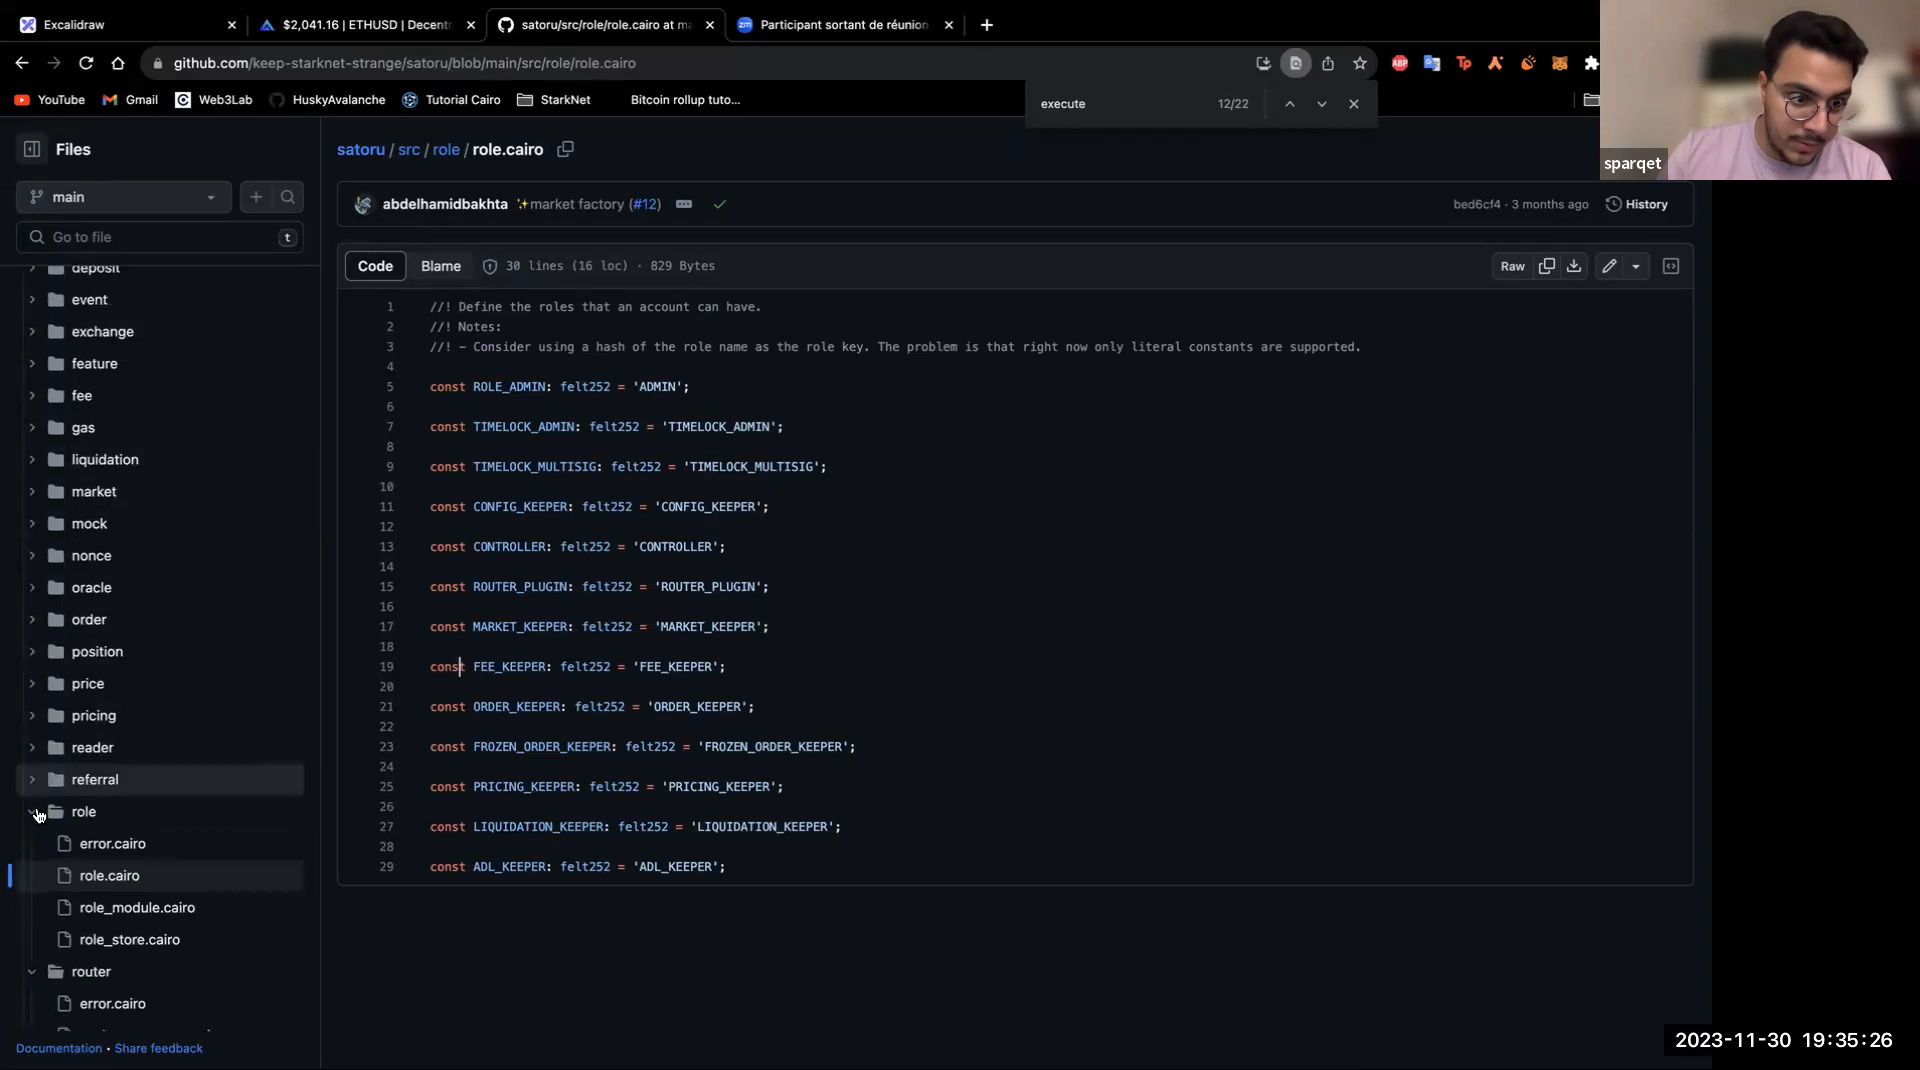 Excalidraw
$2,041.16 | ETHUSD | Decentr
satoru/src/role/role.cairo at ma
zm Participant sortant de réunion
github.com/keep-starknet-strange/satoru/blob/main/src/role/role.cairo
ABP
Tp
YouTube
Gmail
Web3Lab
HuskyAvalanche
Tutorial Cairo
StarkNet
Bitcoin rollup tuto...
execute
12/22
sparqet
Files
satoru / src / role / role.cairo
main
abdelhamidbakhta ✨market factory (#12)
bed6cf4 · 3 months ago
History
Go to file
t
Code
Blame
30 lines (16 loc) · 829 Bytes
Raw
deposit
event
exchange
feature
fee
gas
liquidation
market
mock
nonce
oracle
order
position
price
pricing
reader
referral
role
error.cairo
role.cairo
role_module.cairo
role_store.cairo
router
error.cairo
Documentation • Share feedback
1 //! Define the roles that an account can have.
2 //! Notes:
3 //! - Consider using a hash of the role name as the role key. The problem is that right now only literal constants are supported.
4
5 const ROLE_ADMIN: felt252 = 'ADMIN';
6
7 const TIMELOCK_ADMIN: felt252 = 'TIMELOCK_ADMIN';
8
9 const TIMELOCK_MULTISIG: felt252 = 'TIMELOCK_MULTISIG';
10
11 const CONFIG_KEEPER: felt252 = 'CONFIG_KEEPER';
12
13 const CONTROLLER: felt252 = 'CONTROLLER';
14
15 const ROUTER_PLUGIN: felt252 = 'ROUTER_PLUGIN';
16
17 const MARKET_KEEPER: felt252 = 'MARKET_KEEPER';
18
19 const FEE_KEEPER: felt252 = 'FEE_KEEPER';
20
21 const ORDER_KEEPER: felt252 = 'ORDER_KEEPER';
22
23 const FROZEN_ORDER_KEEPER: felt252 = 'FROZEN_ORDER_KEEPER';
24
25 const PRICING_KEEPER: felt252 = 'PRICING_KEEPER';
26
27 const LIQUIDATION_KEEPER: felt252 = 'LIQUIDATION_KEEPER';
28
29 const ADL_KEEPER: felt252 = 'ADL_KEEPER';
2023-11-30 19:35:26